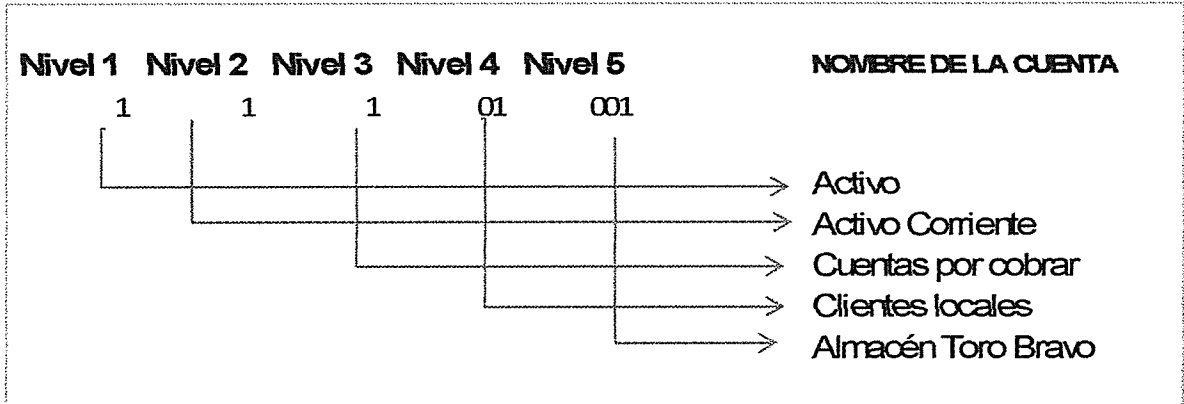 Nivel 1 Nivel 2 Nivel 3 Nivel 4 Nivel 5 NOMBRE DE LA CUENTA
1 1 1 01 001
Activo
Activo Corriente
Cuentas por cobrar
Clientes locales
Almacén Toro Bravo